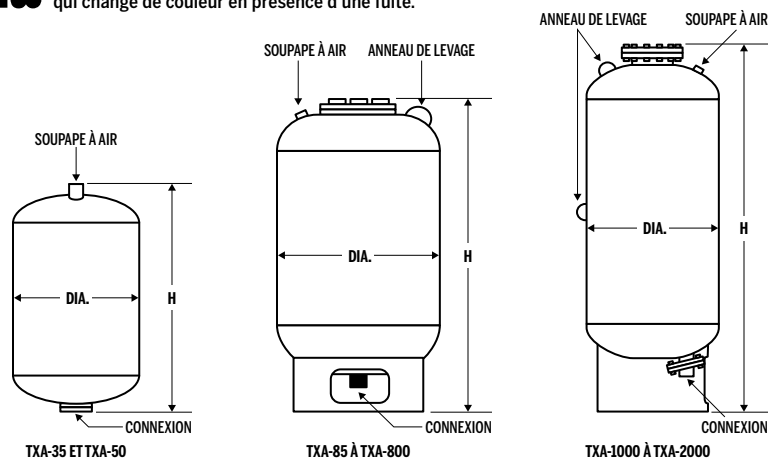 qui change de couleur en présence d'une fuite.
SOUPAPE À AIR
DIA.
H
CONNEXION
TXA-35 ET TXA-50
SOUPAPE À AIR
ANNEAU DE LEVAGE
DIA.
H
CONNEXION
TXA-85 À TXA-800
ANNEAU DE LEVAGE
SOUPAPE À AIR
DIA.
H
CONNEXION
TXA-1000 À TXA-2000